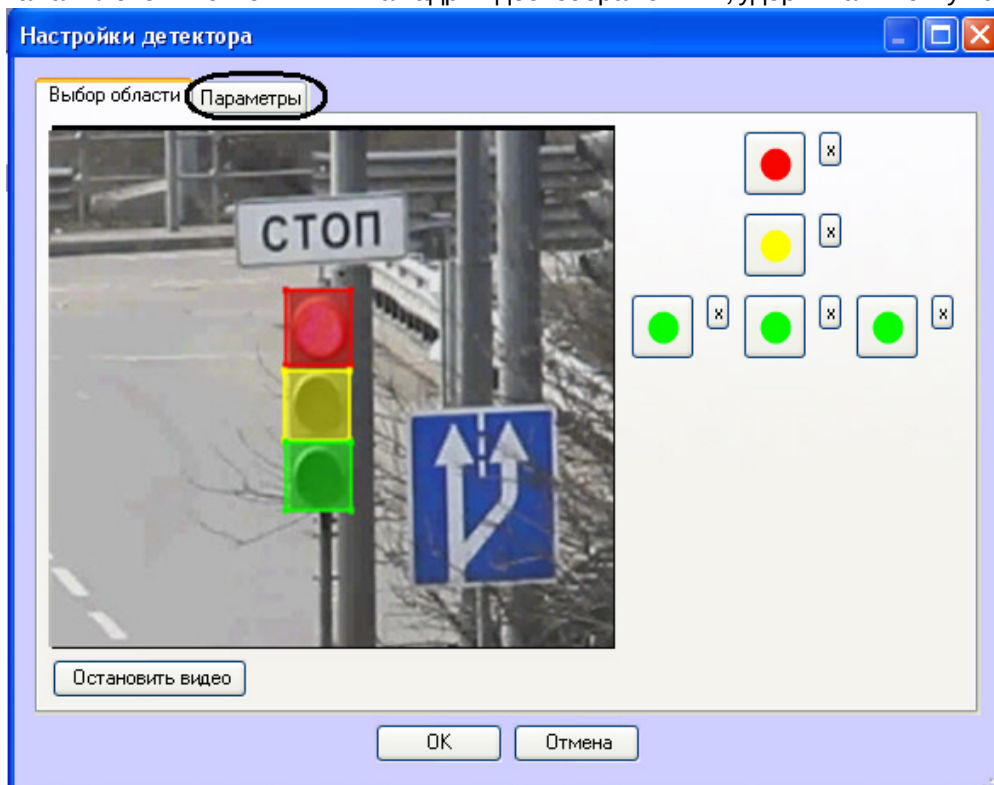 Настройки детектора
Выбор области Параметры
СТОП
x
x
x x x
Остановить видео
OK Отмена